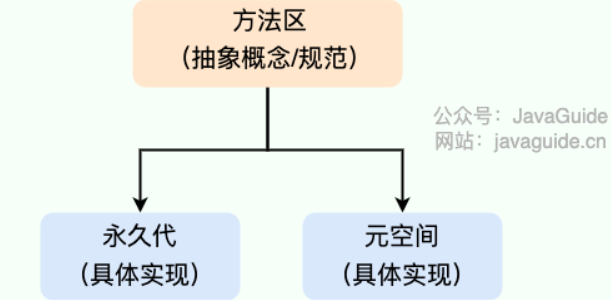 方法区
（抽象概念/规范）
公众号：JavaGuide
网站：javaguide.cn
永久代
（具体实现）
元空间
（具体实现）